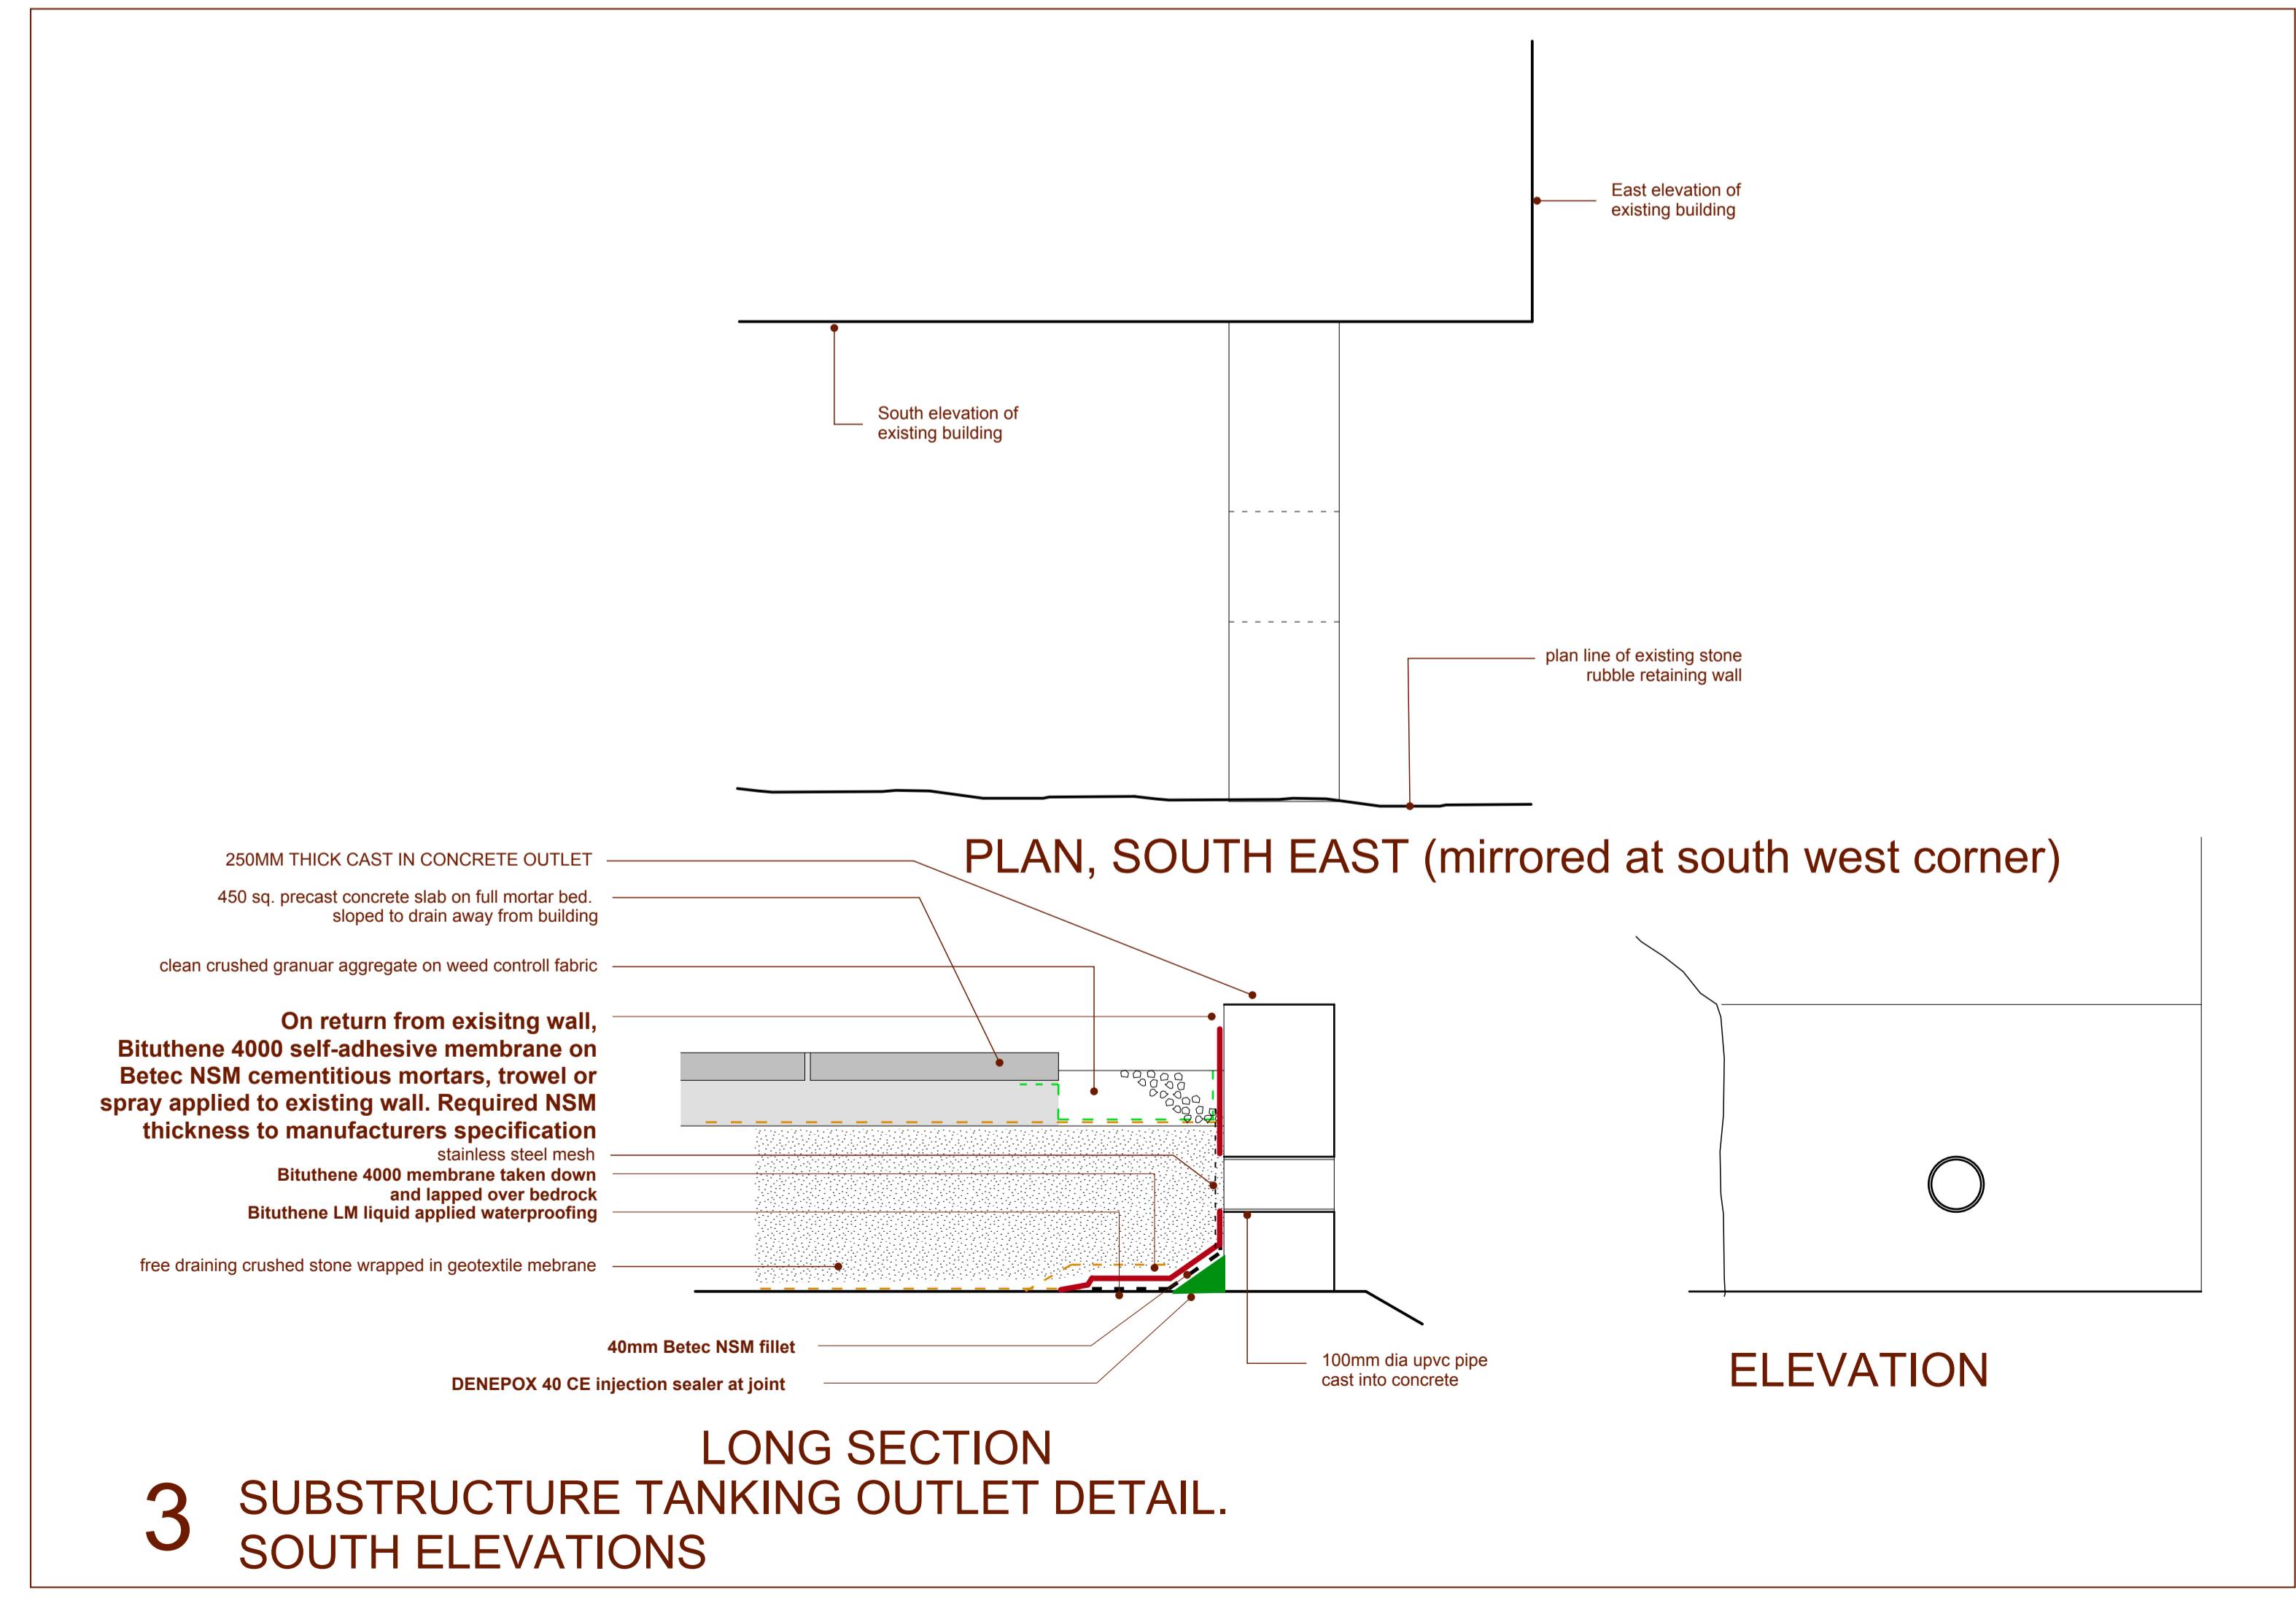 East elevation of
existing building
South elevation of
existing building
plan line of existing stone
rubble retaining wall
PLAN, SOUTH EAST (mirrored at south west corner)
250MM THICK CAST IN CONCRETE OUTLET
450 sq. precast concrete slab on full mortar bed.
sloped to drain away from building
clean crushed granuar aggregate on weed controll fabric
On return from exisitng wall,
Bituthene 4000 self-adhesive membrane on
Betec NSM cementitious mortars, trowel or
spray applied to existing wall. Required NSM
thickness to manufacturers specification
stainless steel mesh
Bituthene 4000 membrane taken down
and lapped over bedrock
Bituthene LM liquid applied waterproofing
free draining crushed stone wrapped in geotextile mebrane
40mm Betec NSM fillet
DENEPOX 40 CE injection sealer at joint
100mm dia upvc pipe
cast into concrete
ELEVATION
LONG SECTION
3 SUBSTRUCTURE TANKING OUTLET DETAIL.
SOUTH ELEVATIONS